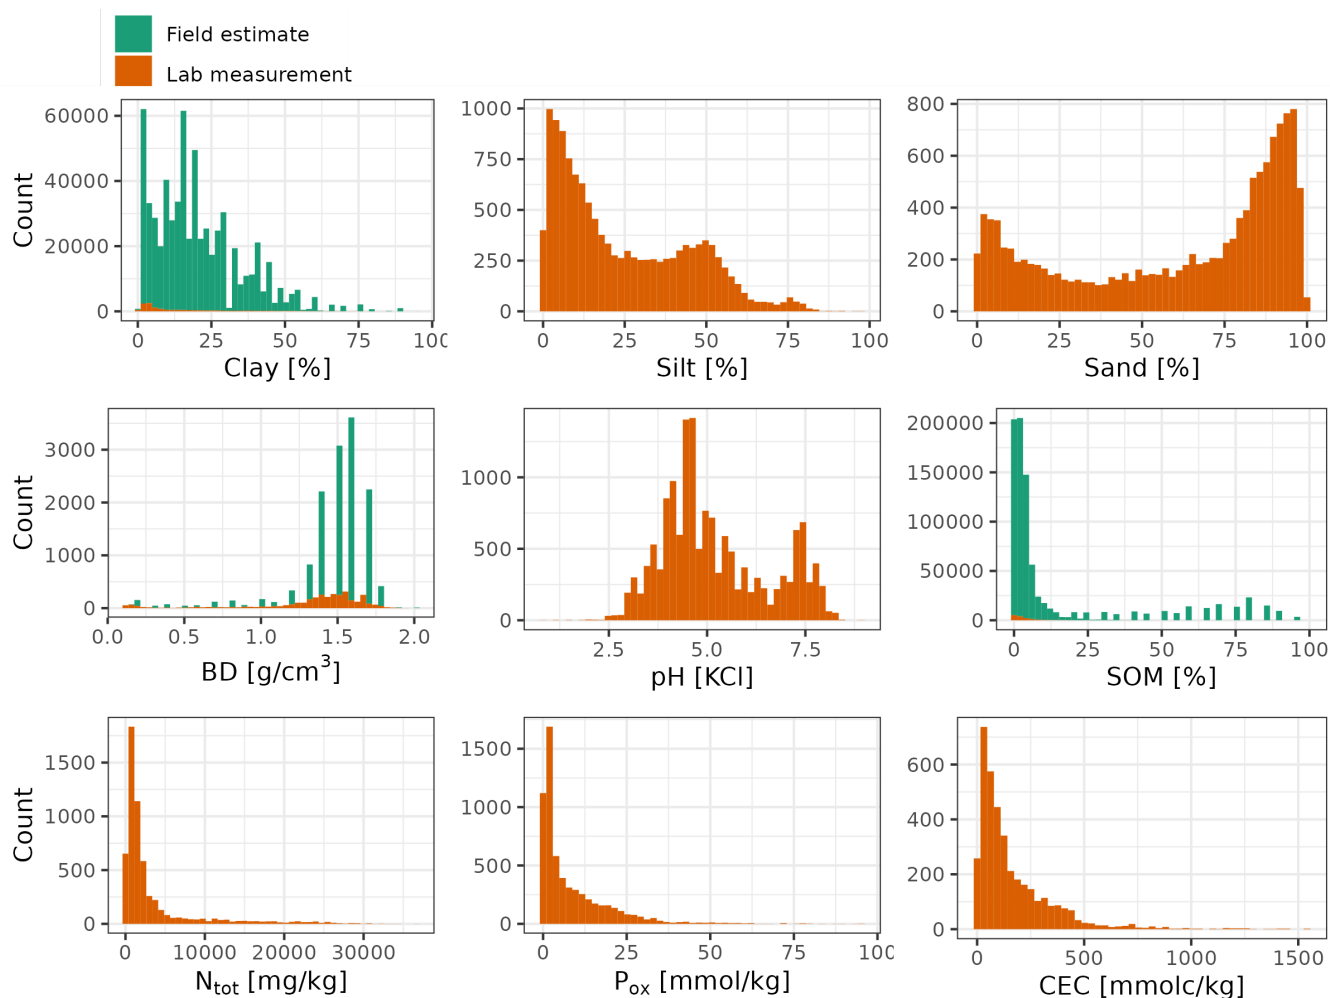 Field estimate
Lab measurement
60000
40000
20000
0
Count
0 25 50 75 100
Clay [%]
1000
750
500
250
0
0 25 50 75 100
Silt [%]
800
600
400
200
0
0 25 50 75 100
Sand [%]
3000
2000
1000
0
Count
0.0 0.5 1.0 1.5 2.0
BD [g/cm³]
1000
500
0
2.5 5.0 7.5
pH [KCl]
200000
150000
100000
50000
0
0 25 50 75 100
SOM [%]
1500
1000
500
0
Count
0 10000 20000 30000
Ntot [mg/kg]
1500
1000
500
0
0 25 50 75 100
Pox [mmol/kg]
600
400
200
0
0 500 1000 1500
CEC [mmolc/kg]